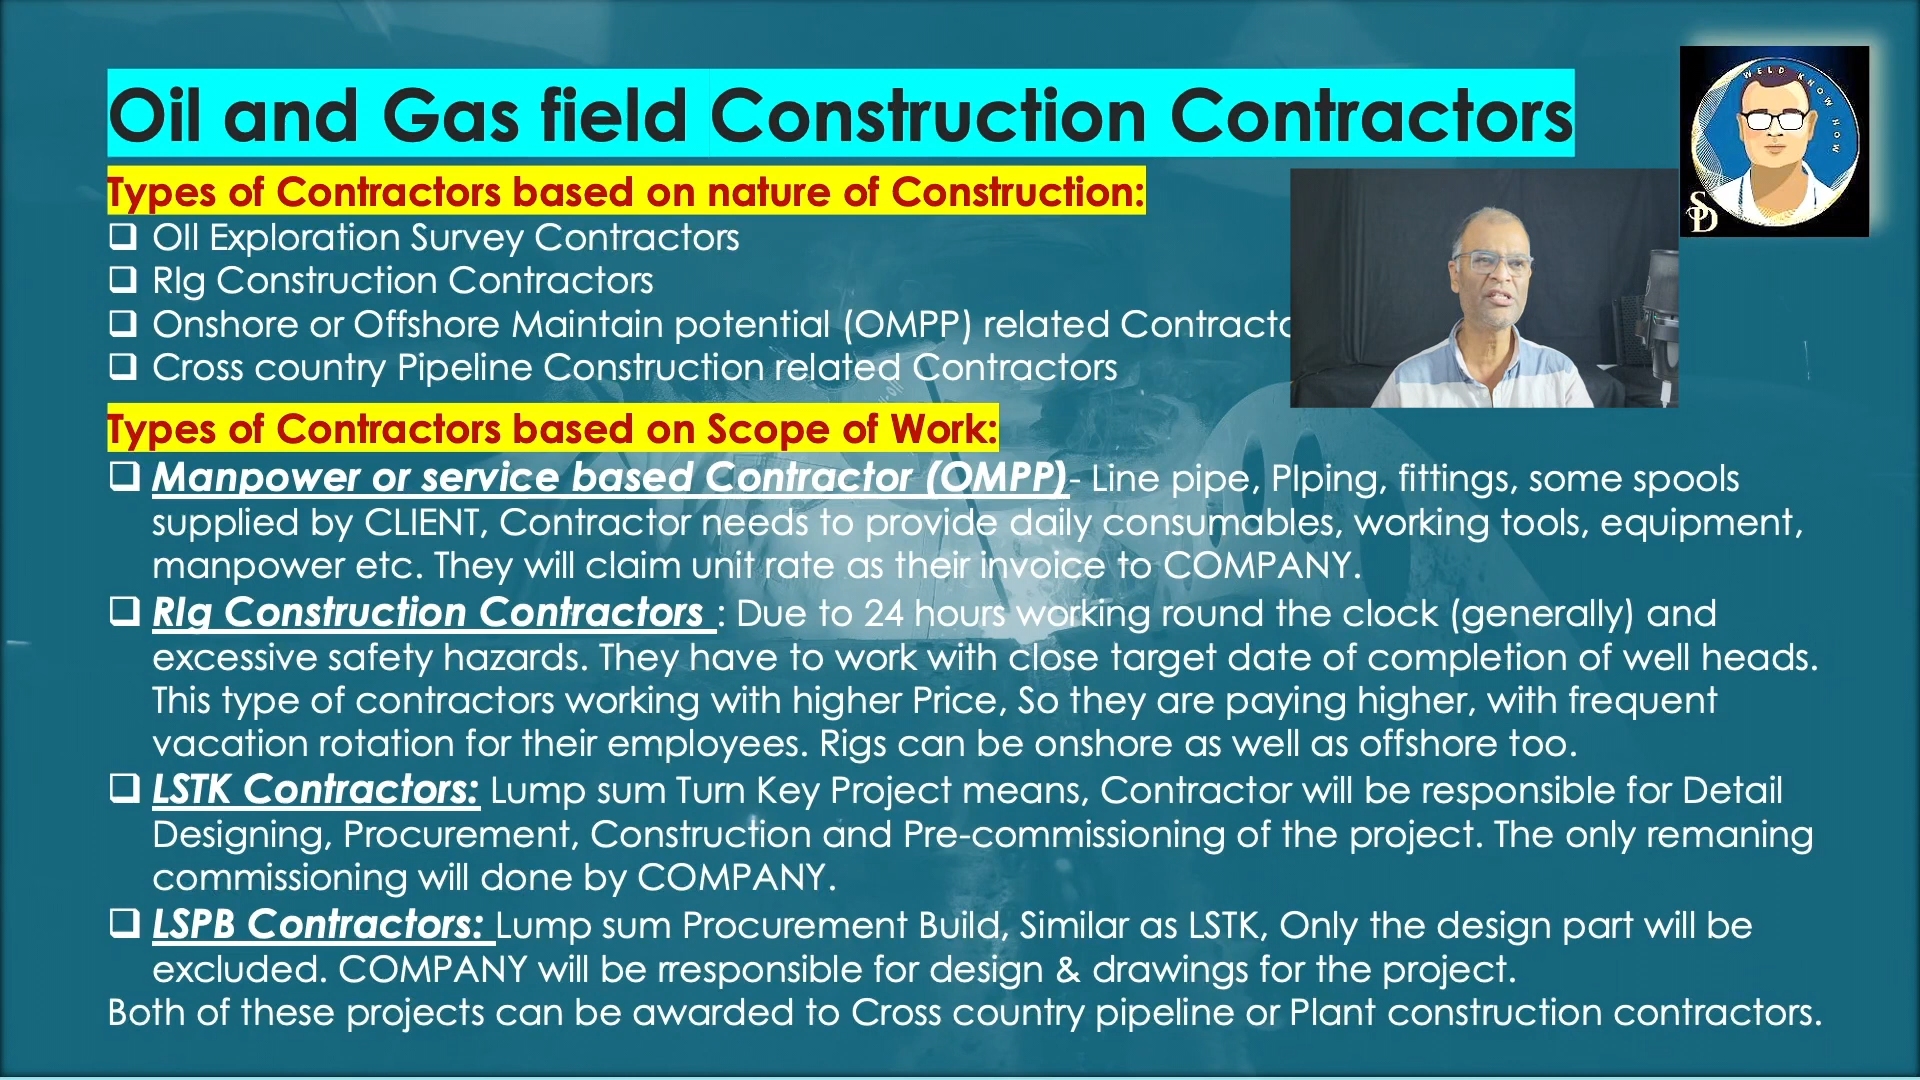 Oil and Gas field Construction Contractors
WELD KNOW HOW
SD
Types of Contractors based on nature of Construction:
❑ OIl Exploration Survey Contractors
❑ RIg Construction Contractors
❑ Onshore or Offshore Maintain potential (OMPP) related Contracto
❑ Cross country Pipeline Construction related Contractors
Types of Contractors based on Scope of Work:
❑ Manpower or service based Contractor (OMPP)- Line pipe, PIping, fittings, some spools
supplied by CLIENT, Contractor needs to provide daily consumables, working tools, equipment,
manpower etc. They will claim unit rate as their invoice to COMPANY.
❑ RIg Construction Contractors : Due to 24 hours working round the clock (generally) and
excessive safety hazards. They have to work with close target date of completion of well heads.
This type of contractors working with higher Price, So they are paying higher, with frequent
vacation rotation for their employees. Rigs can be onshore as well as offshore too.
❑ LSTK Contractors: Lump sum Turn Key Project means, Contractor will be responsible for Detail
Designing, Procurement, Construction and Pre-commissioning of the project. The only remaning
commissioning will done by COMPANY.
❑ LSPB Contractors: Lump sum Procurement Build, Similar as LSTK, Only the design part will be
excluded. COMPANY will be rresponsible for design & drawings for the project.
Both of these projects can be awarded to Cross country pipeline or Plant construction contractors.